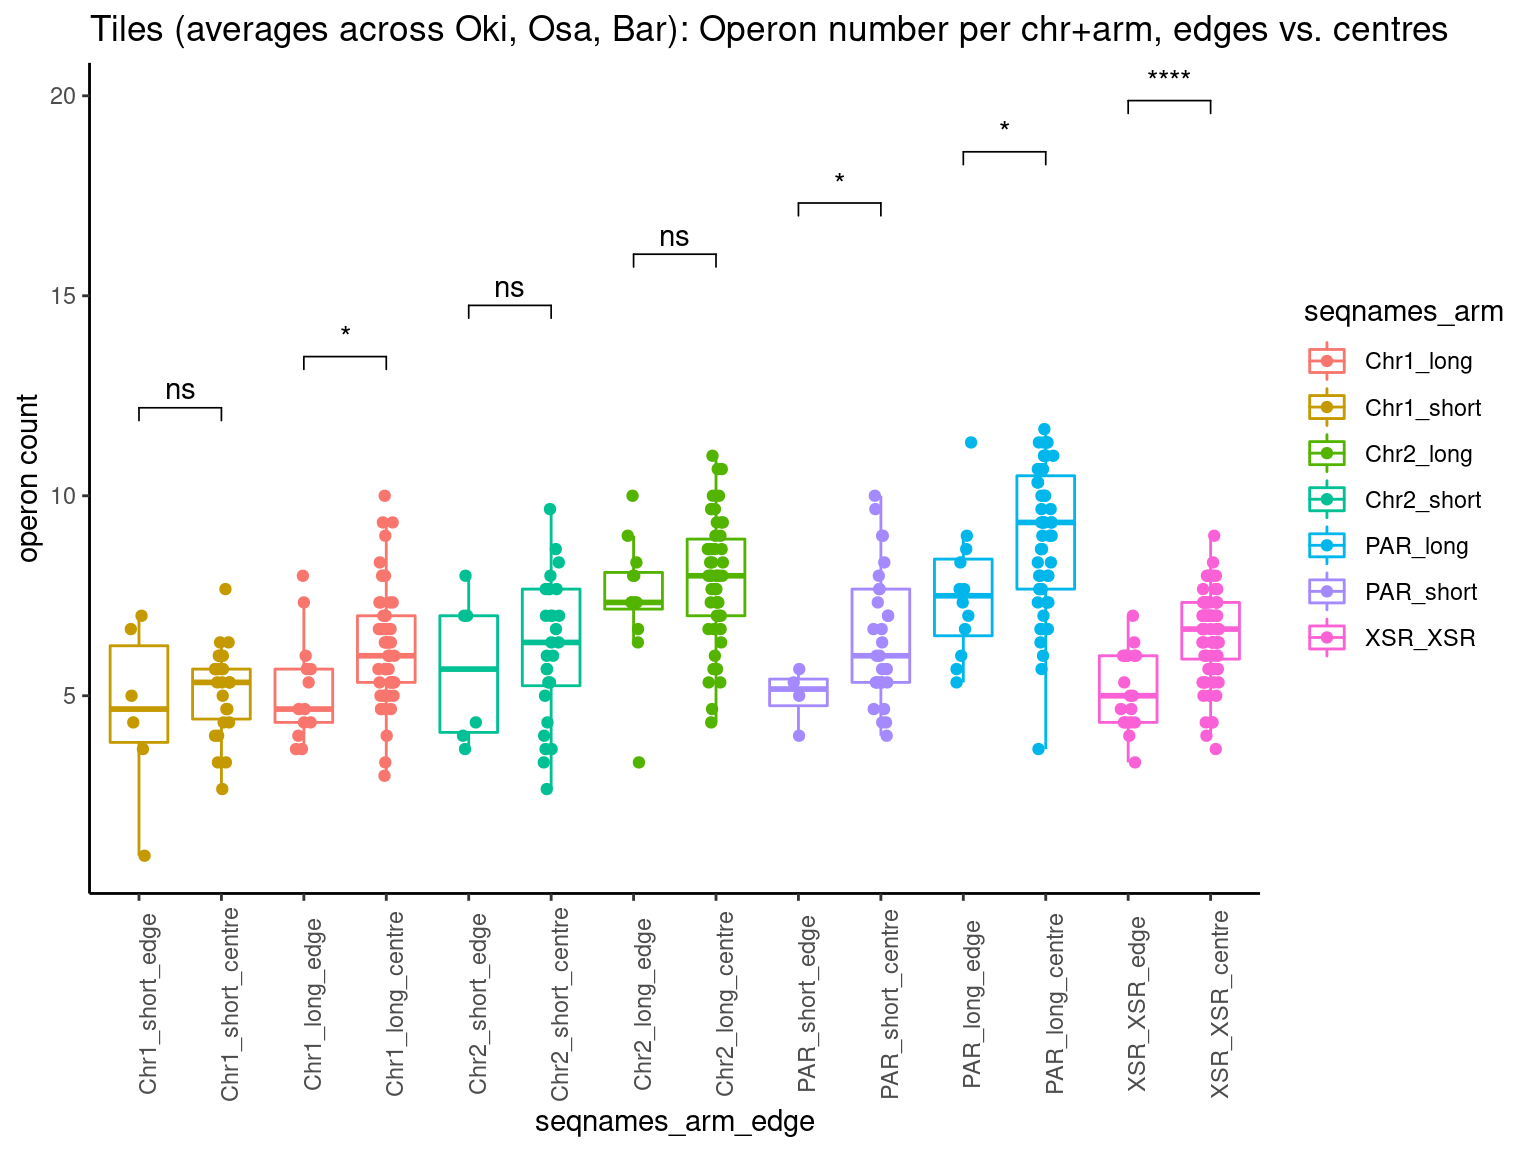 Tiles (averages across Oki, Osa, Bar): Operon number per chr+arm, edges vs. centres
operon count
20
15
10
5
ns
*
ns
ns
*
*
****
Chr1_short_edge
Chr1_short_centre
Chr1_long_edge
Chr1_long_centre
Chr2_short_edge
Chr2_short_centre
Chr2_long_edge
Chr2_long_centre
PAR_short_edge
PAR_short_centre
PAR_long_edge
PAR_long_centre
XSR_XSR_edge
XSR_XSR_centre
seqnames_arm_edge
seqnames_arm
Chr1_long
Chr1_short
Chr2_long
Chr2_short
PAR_long
PAR_short
XSR_XSR